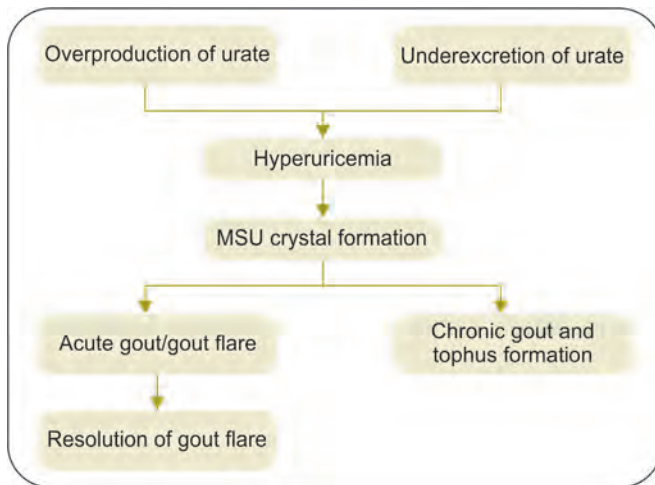 Overproduction of urate
Underexcretion of urate
Hyperuricemia
MSU crystal formation
Acute gout/gout flare
Chronic gout and
tophus formation
Resolution of gout flare